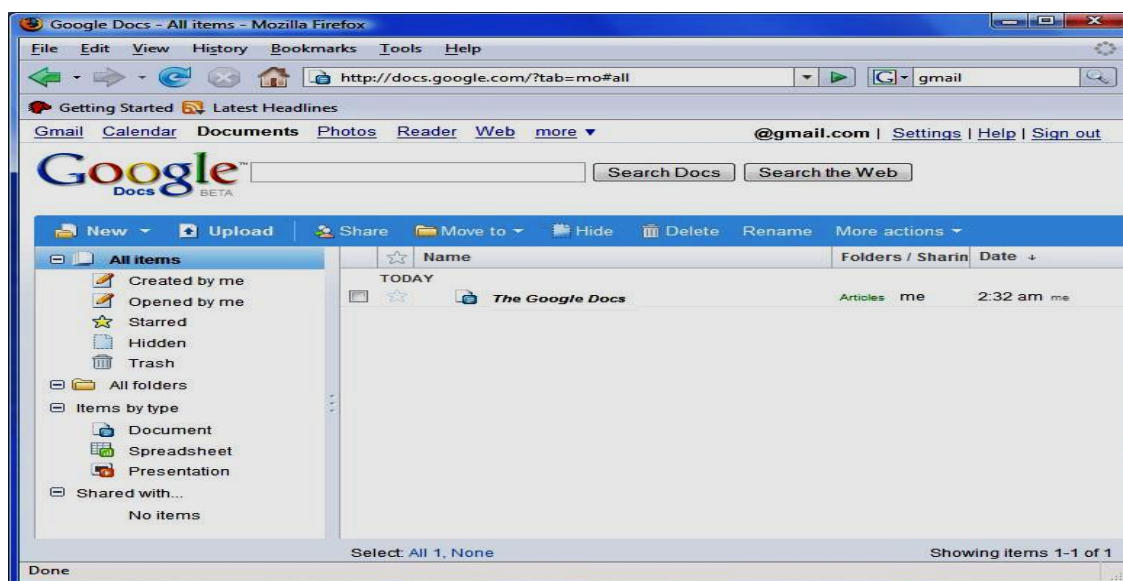 Google Docs - All items - Mozilla Firefox
File Edit View History Bookmarks Tools Help
http://docs.google.com/?tab=mo#all G gmail
Getting Started Latest Headlines
Gmail Calendar Documents Photos Reader Web more ▼ @gmail.com | Settings | Help | Sign out
Google™ Search Docs Search the Web
Docs BETA
New Upload Share Move to Hide Delete Rename More actions
All items Name Folders / Sharin Date ↓
TODAY
Created by me
The Google Docs Articles me 2:32 am me
Opened by me
Starred
Hidden
Trash
All folders
Items by type
Document
Spreadsheet
Presentation
Shared with...
No items
Select: All 1, None Showing items 1-1 of 1
Done